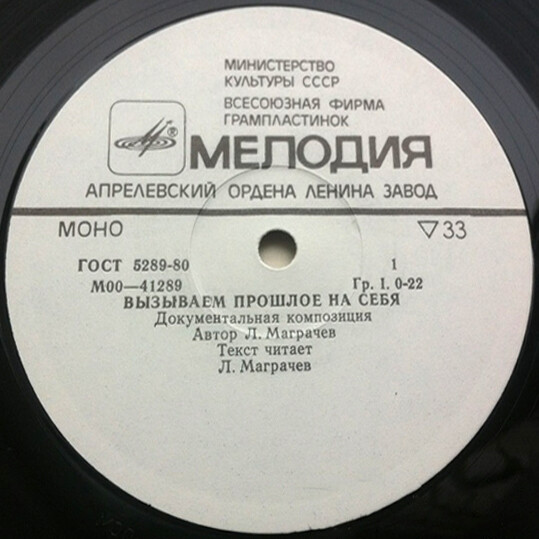 МИНИСТЕРСТВО
КУЛЬТУРЫ СССР
ВСЕСОЮЗНАЯ ФИРМА
ГРАМПЛАСТИНОК
®
МЕЛОДИЯ
АПРЕЛЕВСКИЙ ОРДЕНА ЛЕНИНА ЗАВОД
МОНО ▽33
ГОСТ 5289-80 1
М00—41289 Гр. 1. 0-22
ВЫЗЫВАЕМ ПРОШЛОЕ НА СЕБЯ
Документальная композиция
Автор Л. Маграчев
Текст читает
Л. Маграчев